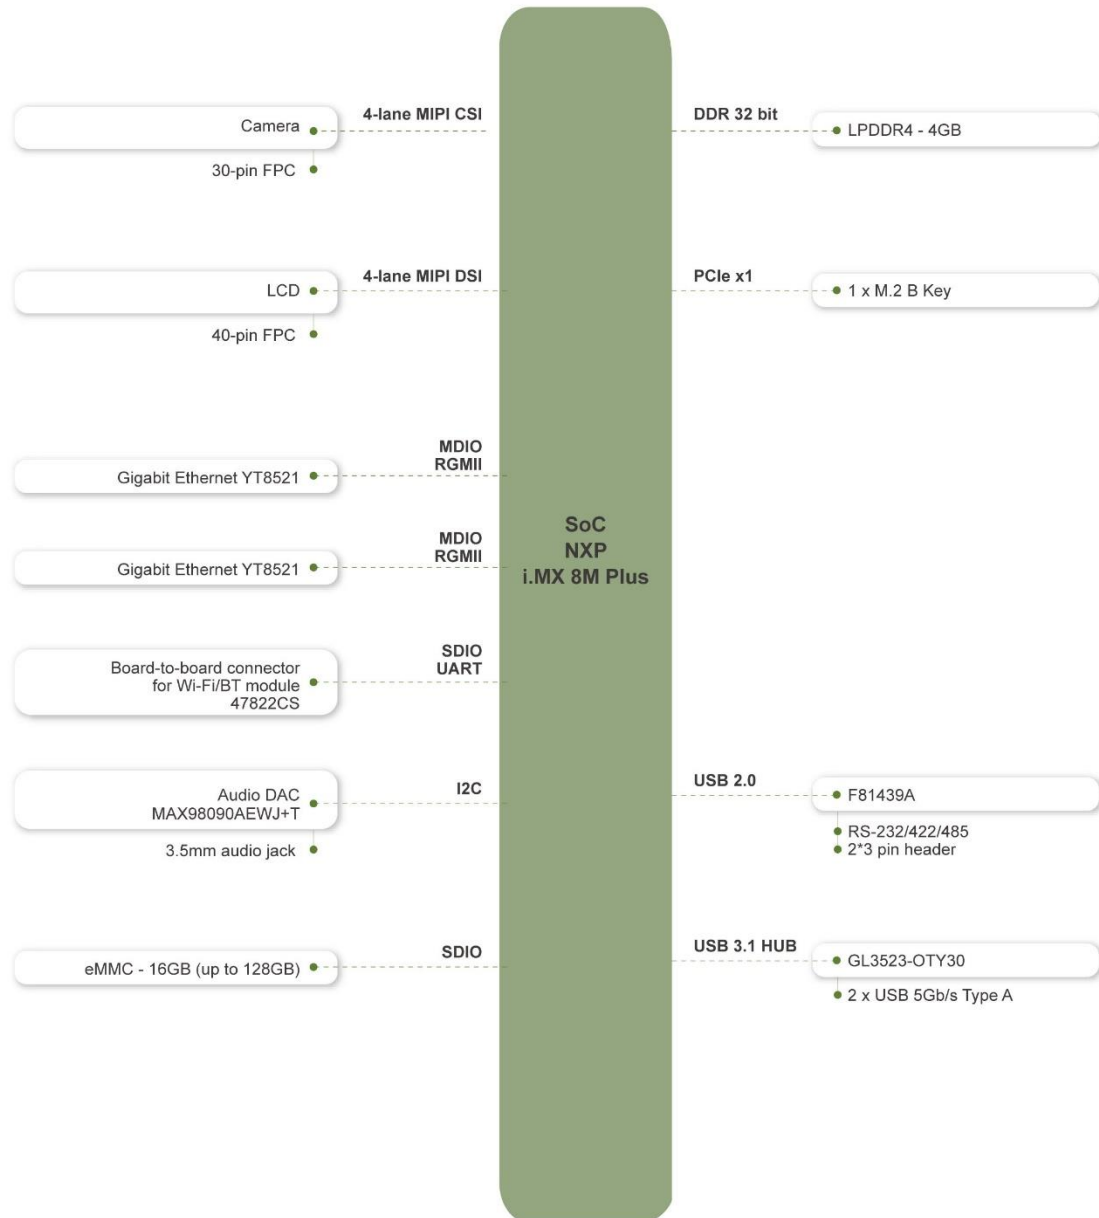 4-lane MIPI CSI
Camera
30-pin FPC
4-lane MIPI DSI
LCD
40-pin FPC
MDIO
RGMII
Gigabit Ethernet YT8521
MDIO
RGMII
Gigabit Ethernet YT8521
SDIO
UART
Board-to-board connector
for Wi-Fi/BT module
47822CS
I2C
Audio DAC
MAX98090AEWJ+T
3.5mm audio jack
SDIO
eMMC - 16GB (up to 128GB)
SoC
NXP
i.MX 8M Plus
DDR 32 bit
LPDDR4 - 4GB
PCIe x1
1 x M.2 B Key
USB 2.0
F81439A
RS-232/422/485
2*3 pin header
USB 3.1 HUB
GL3523-OTY30
2 x USB 5Gb/s Type A